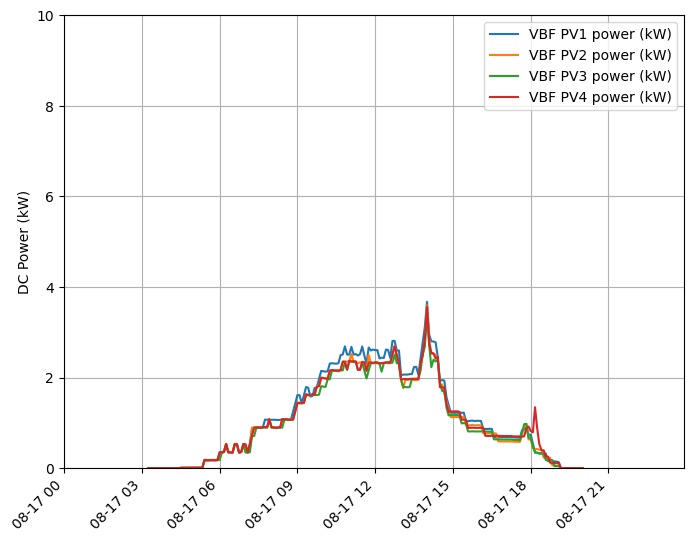 10
8
6
4
2
0
DC Power (kW)
VBF PV1 power (kW)
VBF PV2 power (kW)
VBF PV3 power (kW)
VBF PV4 power (kW)
08-17 00
08-17 03
08-17 06
08-17 09
08-17 12
08-17 15
08-17 18
08-17 21